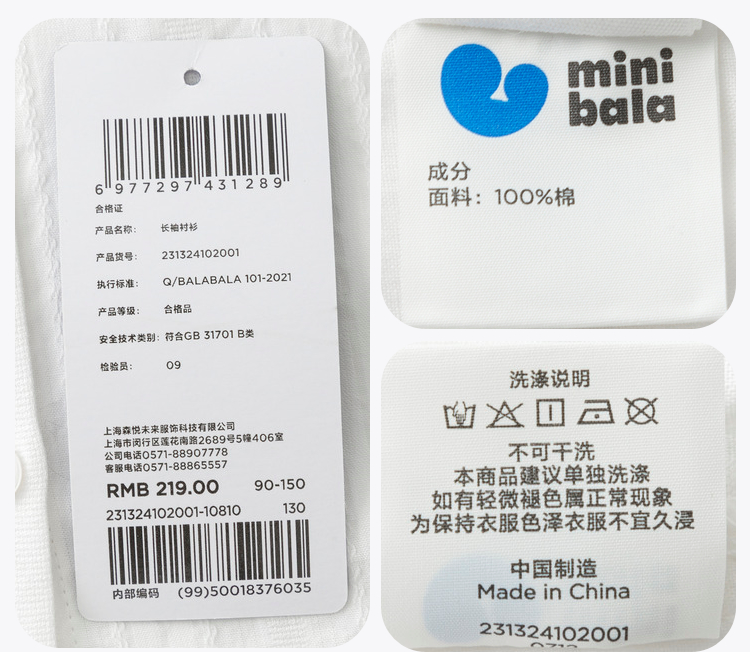 6 977297 431289
合格证
产品名称： 长袖衬衫
产品货号： 231324102001
执行标准： Q/BALABALA 101-2021
产品等级： 合格品
安全技术类别： 符合GB 31701 B类
检验员： 09
上海森悦未来服饰科技有限公司
上海市闵行区莲花南路2689号5幢406室
公司电话0571-88907778
客服电话0571-88865557
RMB 219.00 90-150
231324102001-10810 130
内部编码 (99)50018376035
mini
bala
成分
面料：100%棉
洗涤说明
不可干洗
本商品建议单独洗涤
如有轻微褪色属正常现象
为保持衣服色泽衣服不宜久浸
中国制造
Made in China
231324102001